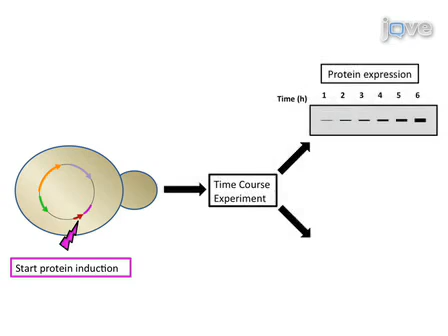 jove
Protein expression
Time (h) 1 2 3 4 5 6
Time Course
Experiment
Start protein induction